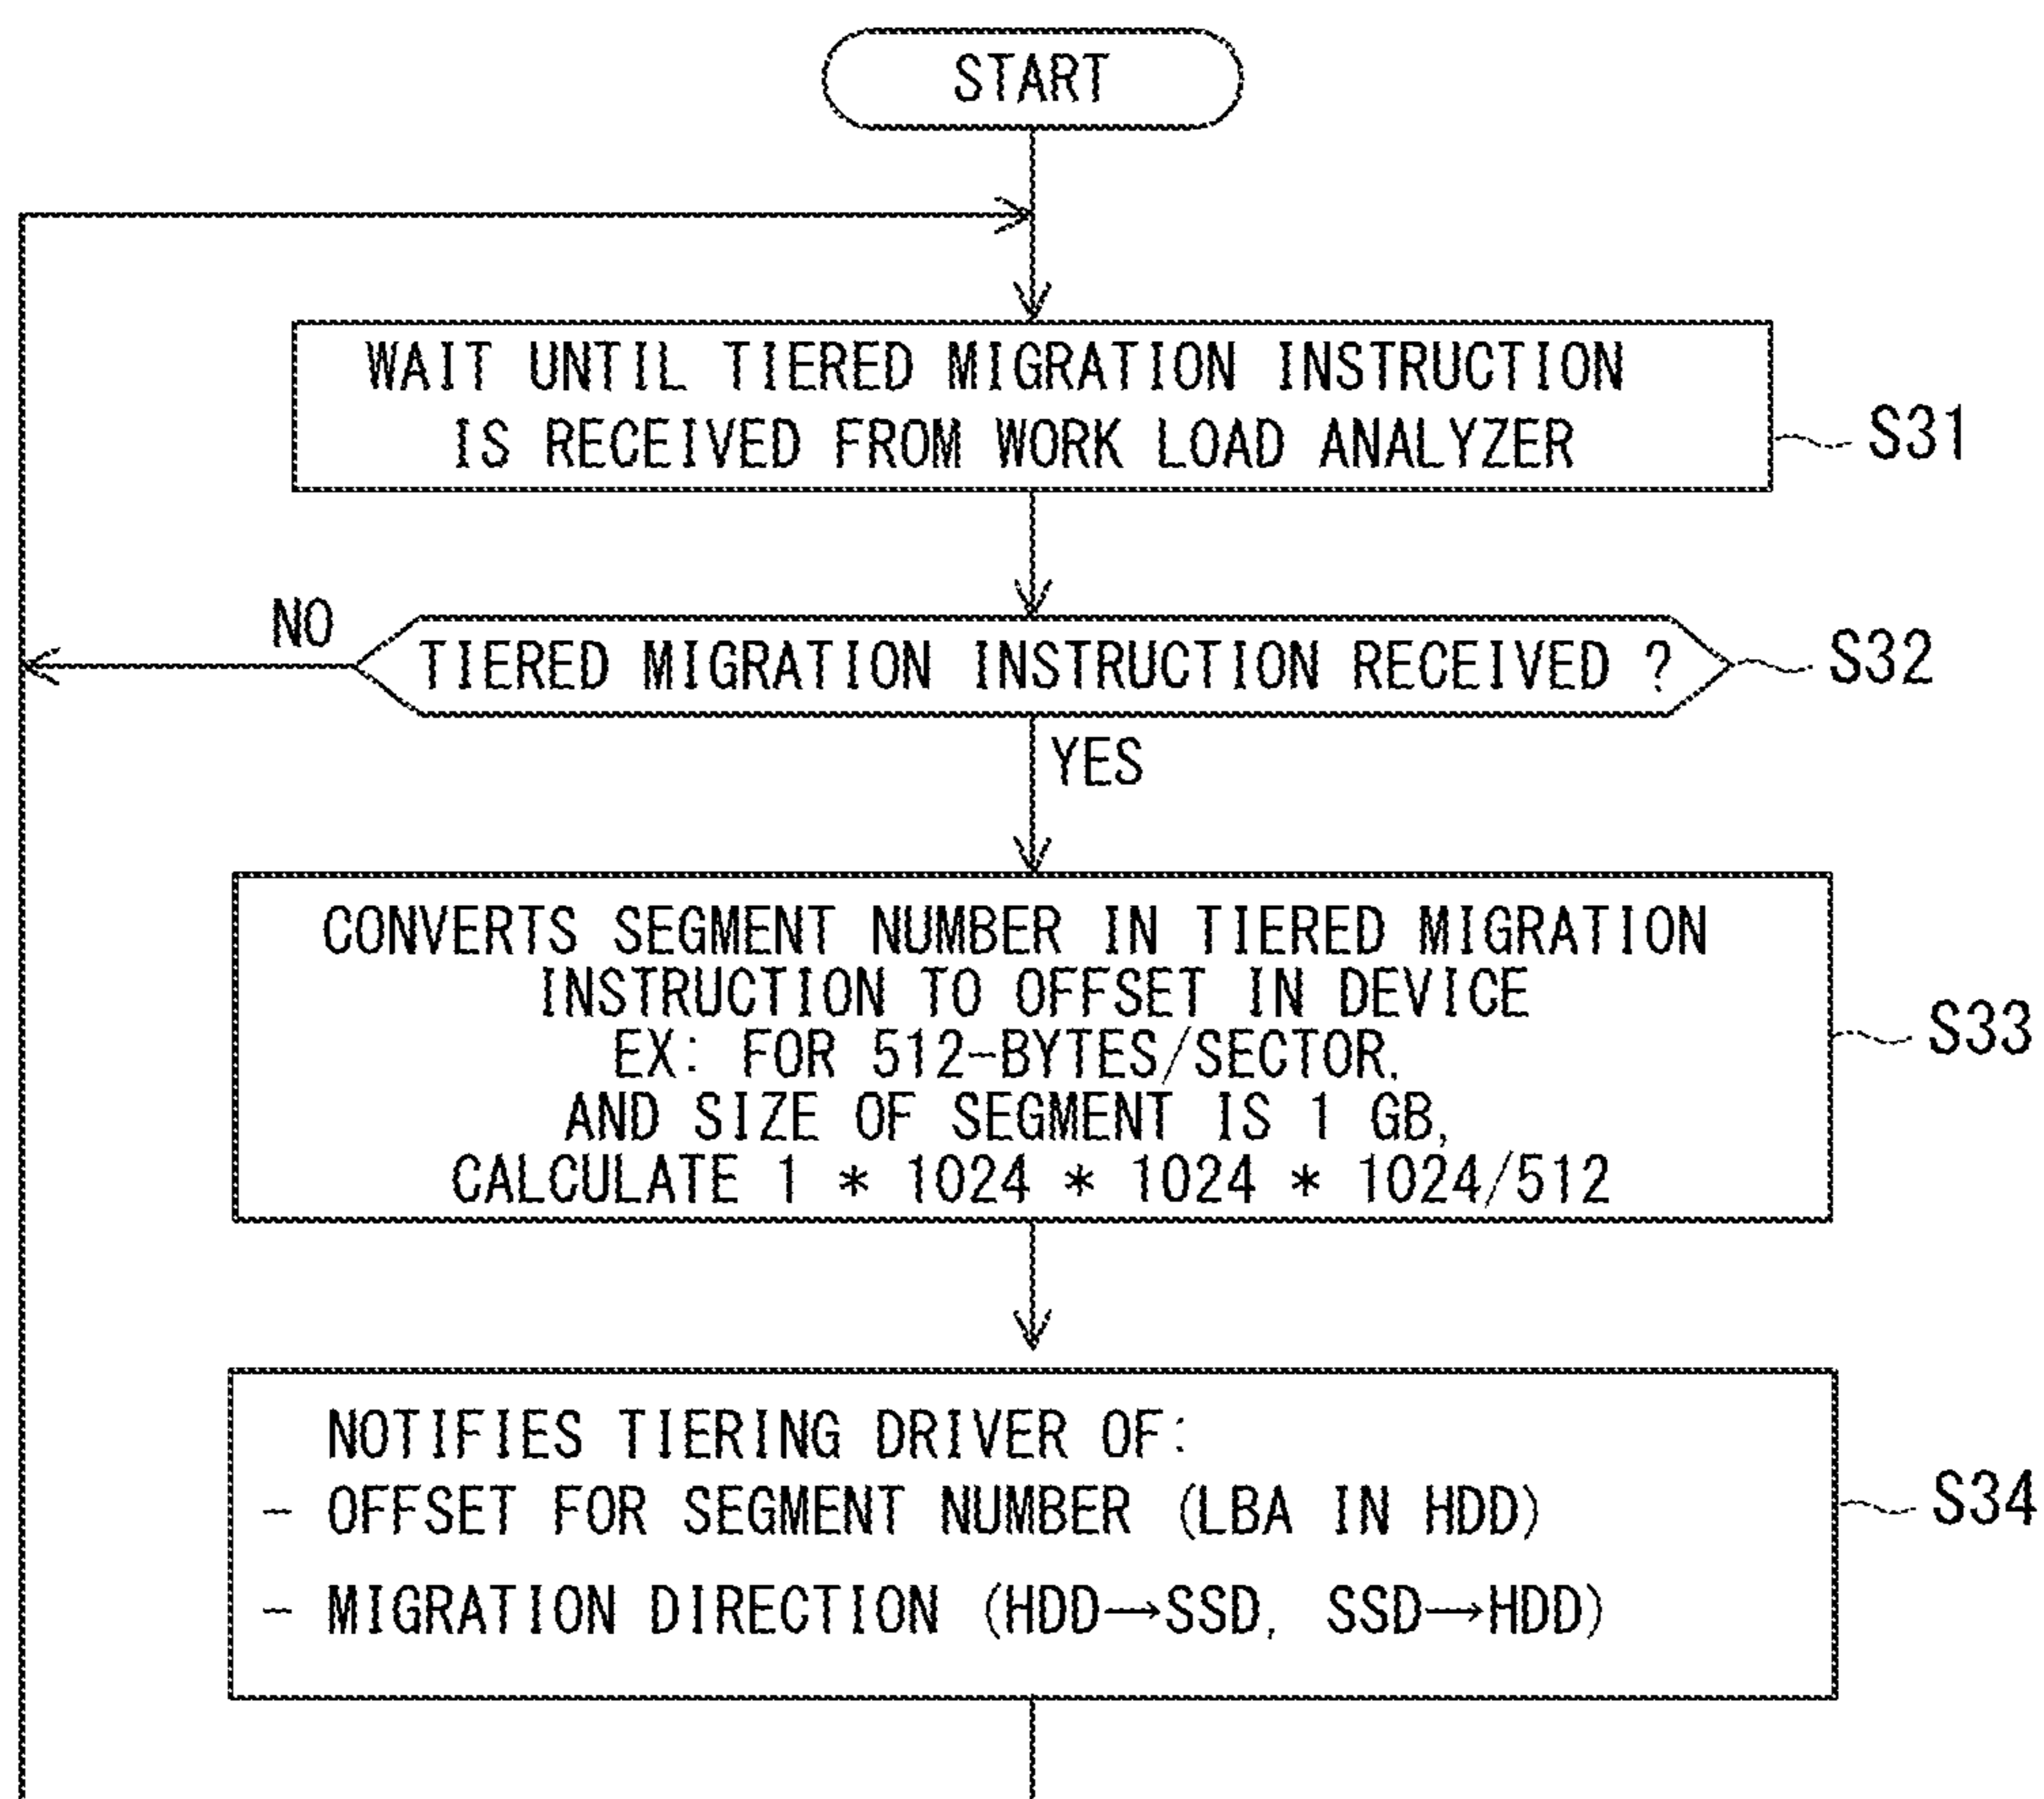 START
WAIT UNTIL TIERED MIGRATION INSTRUCTION
IS RECEIVED FROM WORK LOAD ANALYZER
S31
NO
TIERED MIGRATION INSTRUCTION RECEIVED ?
S32
YES
CONVERTS SEGMENT NUMBER IN TIERED MIGRATION
INSTRUCTION TO OFFSET IN DEVICE
EX: FOR 512-BYTES/SECTOR,
AND SIZE OF SEGMENT IS 1 GB,
CALCULATE 1 * 1024 * 1024 * 1024/512
S33
NOTIFIES TIERING DRIVER OF:
- OFFSET FOR SEGMENT NUMBER (LBA IN HDD)
- MIGRATION DIRECTION (HDD→SSD, SSD→HDD)
S34